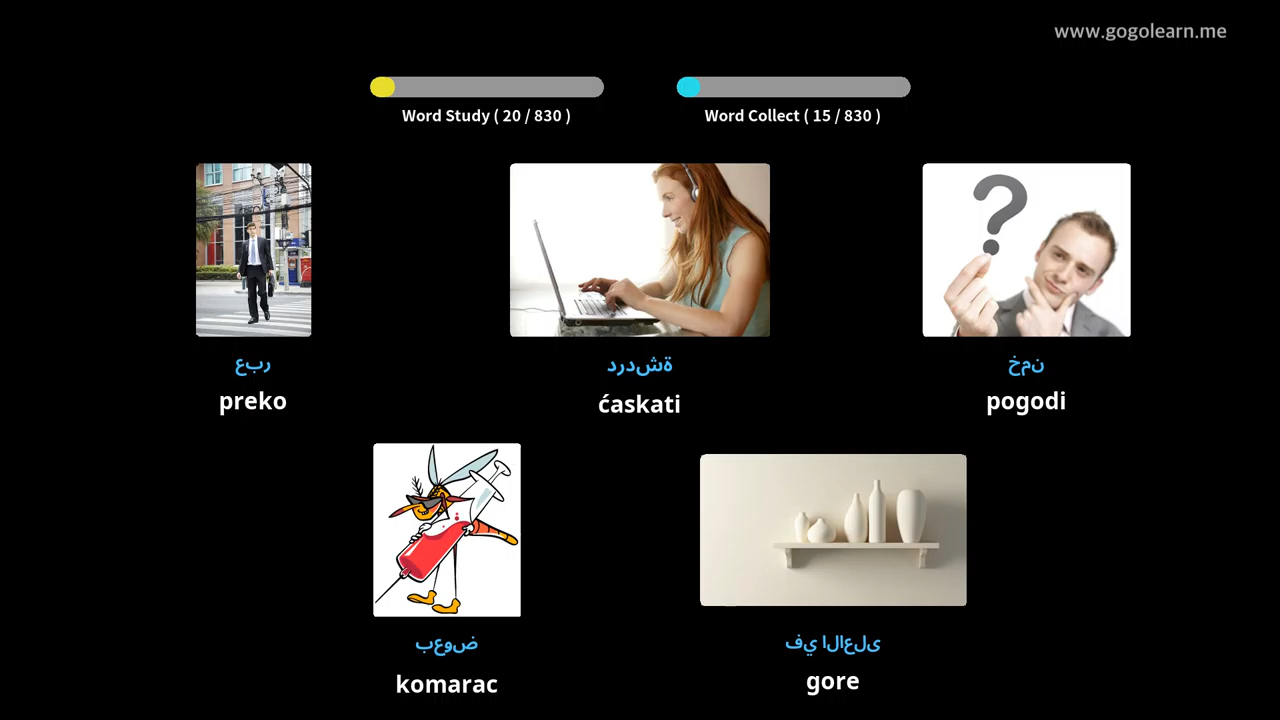 www.gogolearn.me
Word Study ( 20 / 830 )
Word Collect ( 15 / 830 )
عبر
دردشة
خمن
preko
ćaskati
pogodi
بعوض
في الاعلى
komarac
gore